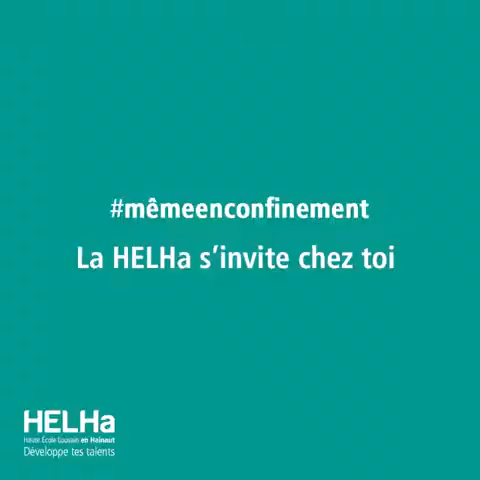 #mêmeenconfinement
La HELHa s’invite chez toi
HELHa
Haute École Louvain en Hainaut
Développe tes talents